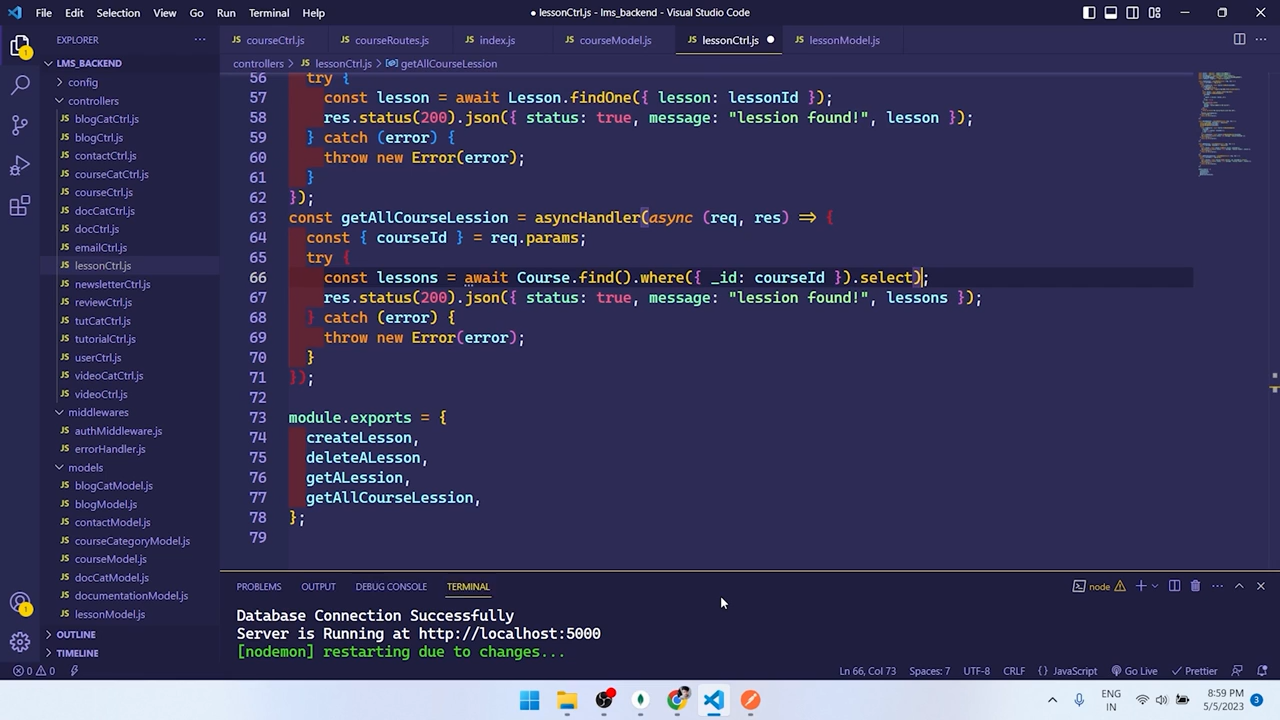 File Edit Selection View Go Run Terminal Help
lessonCtrl.js - lms_backend - Visual Studio Code
EXPLORER
courseCtrl.js courseRoutes.js index.js courseModel.js lessonCtrl.js lessonModel.js
controllers > lessonCtrl.js > getAllCourseLession
LMS_BACKEND
config
controllers
blogCatCtrl.js
blogCtrl.js
contactCtrl.js
courseCatCtrl.js
courseCtrl.js
docCatCtrl.js
docCtrl.js
emailCtrl.js
lessonCtrl.js
newsletterCtrl.js
reviewCtrl.js
tutCatCtrl.js
tutorialCtrl.js
userCtrl.js
videoCatCtrl.js
videoCtrl.js
middlewares
authMiddleware.js
errorHandler.js
models
blogCatModel.js
blogModel.js
contactModel.js
courseCategoryModel.js
courseModel.js
docCatModel.js
documentationModel.js
lessonModel.js
OUTLINE
TIMELINE
56 try {
57 const lesson = await Lesson.findOne({ lesson: lessonId });
58 res.status(200).json({ status: true, message: "lession found!", lesson });
59 } catch (error) {
60 throw new Error(error);
61 }
62 });
63 const getAllCourseLession = asyncHandler(async (req, res) => {
64 const { courseId } = req.params;
65 try {
66 const lessons = await Course.find().where({ _id: courseId }).select);
67 res.status(200).json({ status: true, message: "lession found!", lessons });
68 } catch (error) {
69 throw new Error(error);
70 }
71 });
72
73 module.exports = {
74 createLesson,
75 deleteALesson,
76 getALession,
77 getAllCourseLession,
78 };
79
PROBLEMS OUTPUT DEBUG CONSOLE TERMINAL
node
Database Connection Successfully
Server is Running at http://localhost:5000
[nodemon] restarting due to changes...
0 0 Ln 66, Col 73 Spaces: 7 UTF-8 CRLF JavaScript Go Live Prettier
ENG
IN
8:59 PM
5/5/2023
3